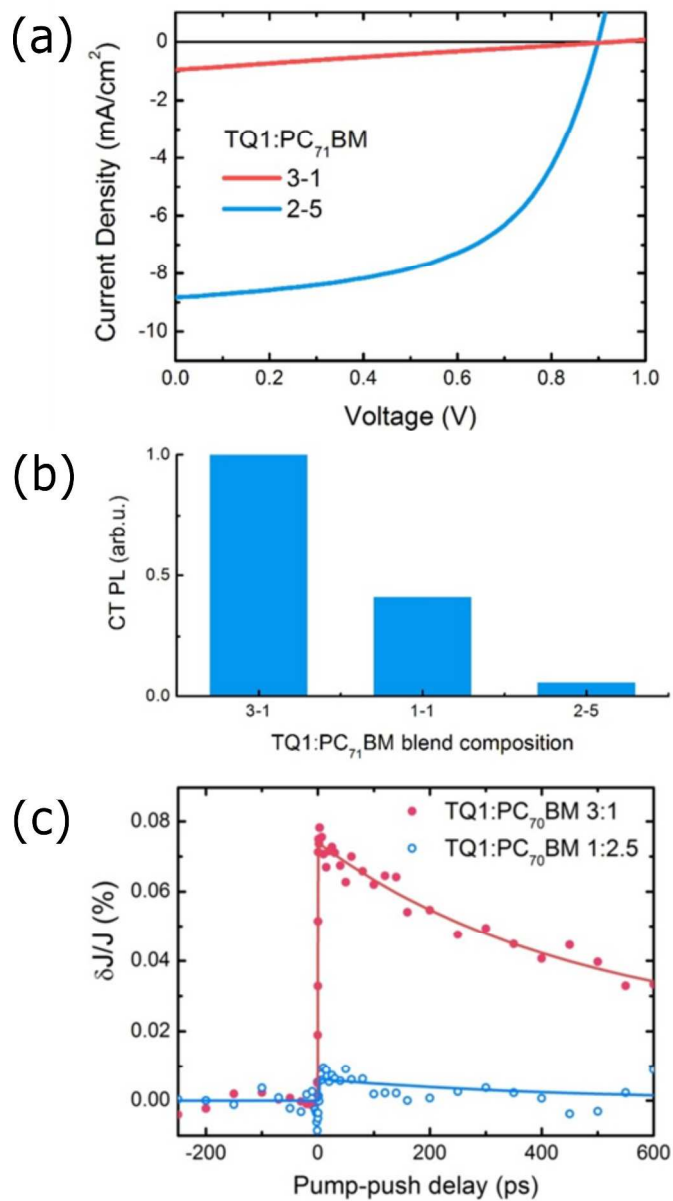 (a)
0
-2
-4
-6
-8
-10
Current Density (mA/cm²)
TQ1:PC₇₁BM
3-1
2-5
0.0 0.2 0.4 0.6 0.8 1.0
Voltage (V)
(b)
1.0
0.5
0.0
CT PL (arb.u.)
3-1 1-1 2-5
TQ1:PC₇₁BM blend composition
(c)
0.08
0.06
0.04
0.02
0.00
δJ/J (%)
TQ1:PC₇₀BM 3:1
TQ1:PC₇₀BM 1:2.5
-200 0 200 400 600
Pump-push delay (ps)